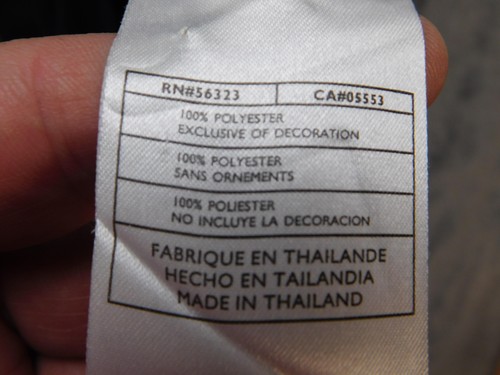 RN#56323 CA#05553
100% POLYESTER
EXCLUSIVE OF DECORATION
100% POLYESTER
SANS ORNEMENTS
100% POLIESTER
NO INCLUYE LA DECORACION
FABRIQUE EN THAILANDE
HECHO EN TAILANDIA
MADE IN THAILAND